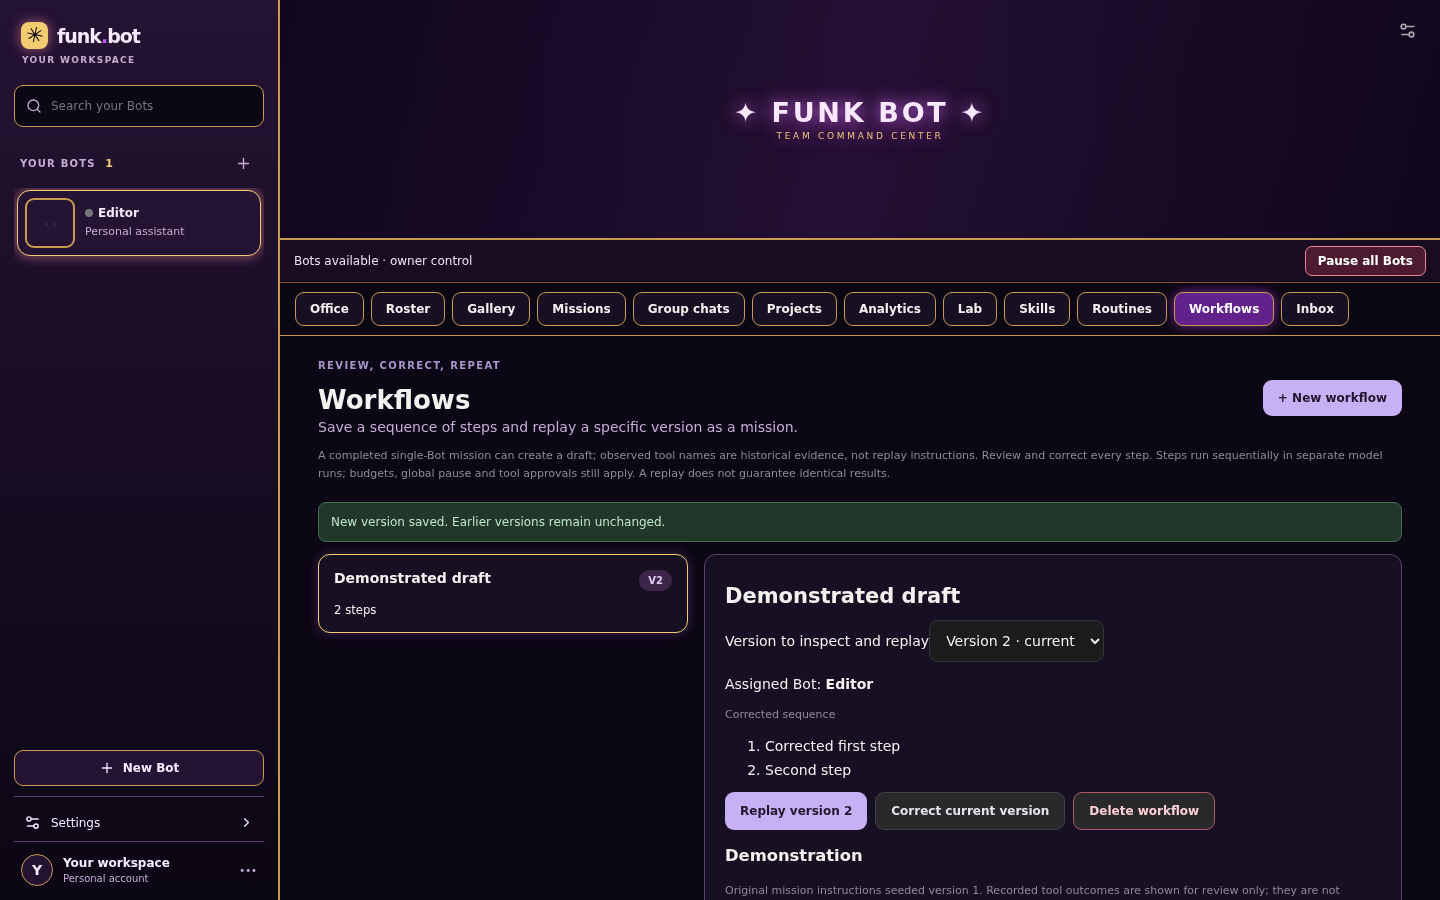 funk.bot
YOUR WORKSPACE
Search your Bots
YOUR BOTS 1
Editor
Personal assistant
New Bot
Settings
Y
Your workspace
Personal account
✦ FUNK BOT ✦
TEAM COMMAND CENTER
Bots available · owner control
Pause all Bots
Office
Roster
Gallery
Missions
Group chats
Projects
Analytics
Lab
Skills
Routines
Workflows
Inbox
REVIEW, CORRECT, REPEAT
Workflows
+ New workflow
Save a sequence of steps and replay a specific version as a mission.
A completed single-Bot mission can create a draft; observed tool names are historical evidence, not replay instructions. Review and correct every step. Steps run sequentially in separate model
runs; budgets, global pause and tool approvals still apply. A replay does not guarantee identical results.
New version saved. Earlier versions remain unchanged.
Demonstrated draft
V2
2 steps
Demonstrated draft
Version to inspect and replay Version 2 · current
Assigned Bot: Editor
Corrected sequence
1. Corrected first step
2. Second step
Replay version 2
Correct current version
Delete workflow
Demonstration
Original mission instructions seeded version 1. Recorded tool outcomes are shown for review only; they are not